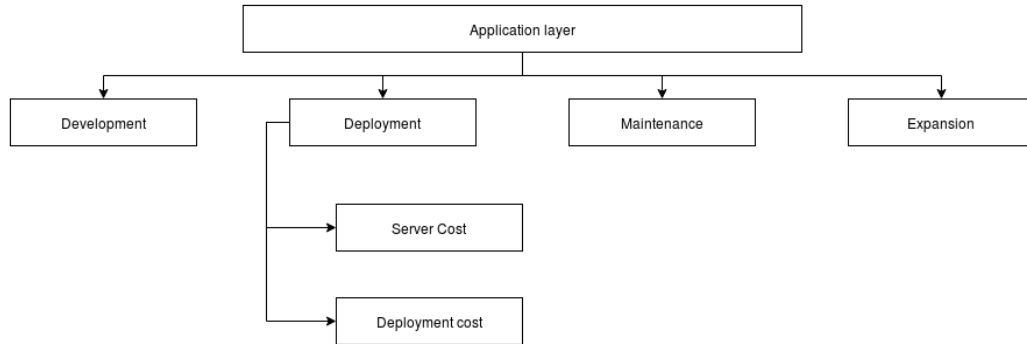 Application layer
Development
Deployment
Maintenance
Expansion
Server Cost
Deployment cost